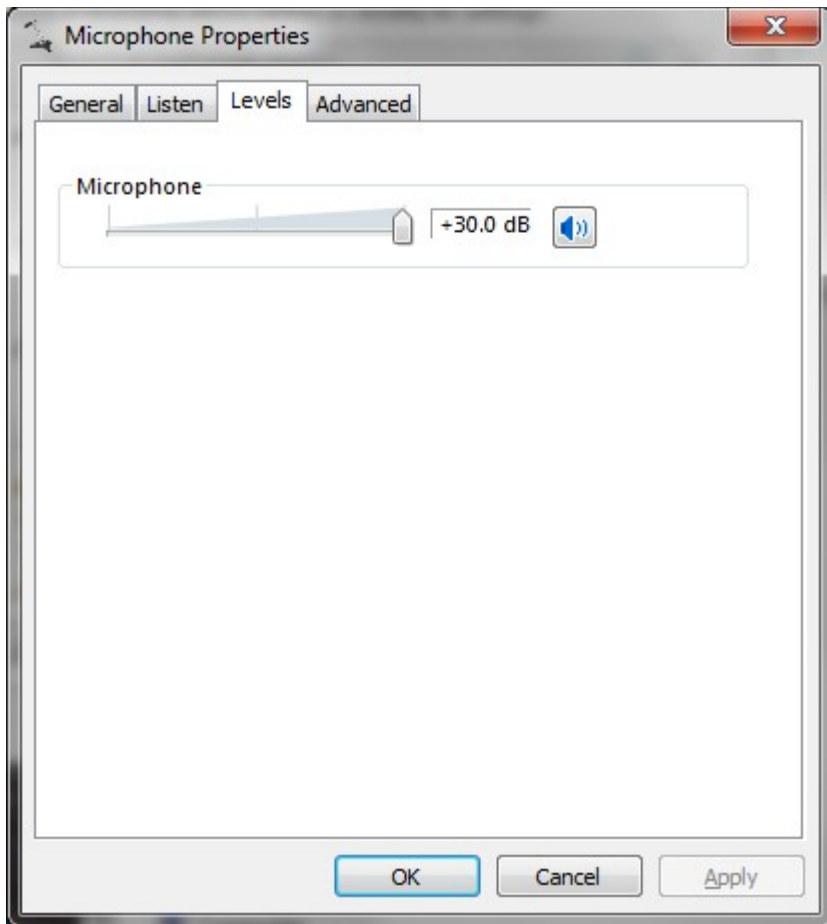 Microphone Properties
General Listen Levels Advanced
Microphone
+30.0 dB
OK Cancel Apply